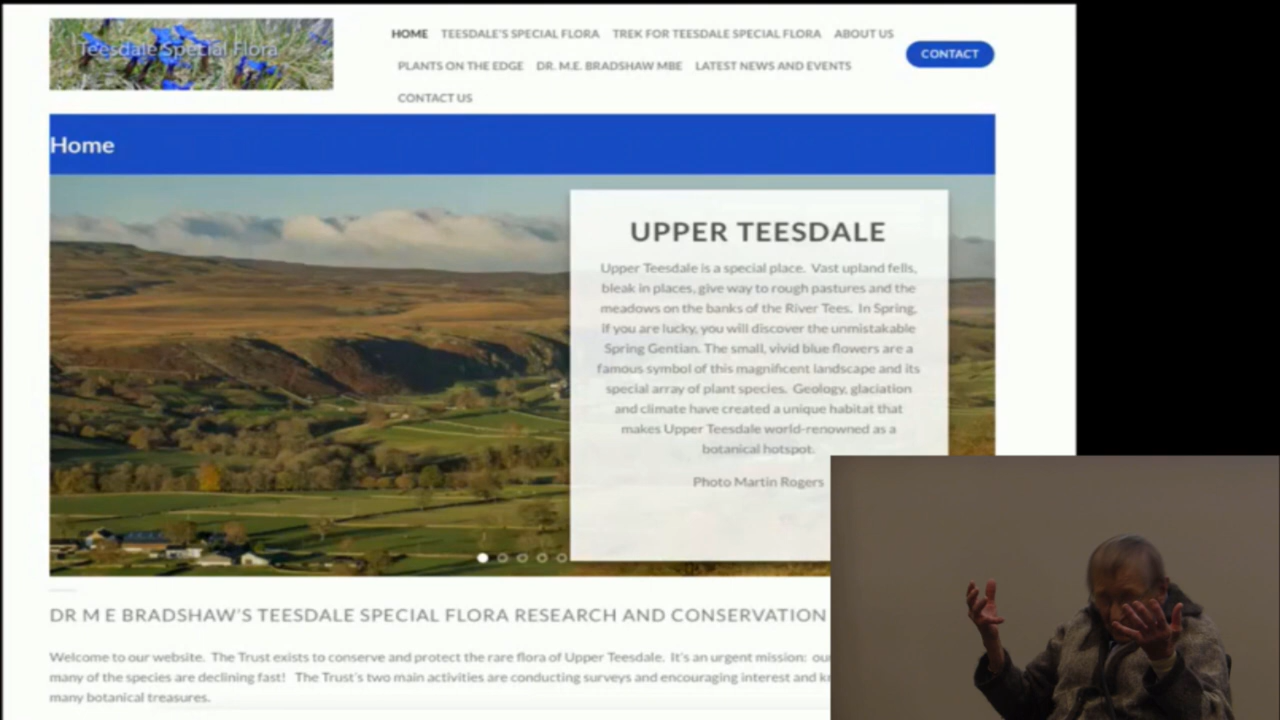 Teesdale Special Flora
HOME TEESDALE'S SPECIAL FLORA TREK FOR TEESDALE SPECIAL FLORA ABOUT US
PLANTS ON THE EDGE DR. M.E. BRADSHAW MBE LATEST NEWS AND EVENTS
CONTACT US
CONTACT
Home
UPPER TEESDALE
Upper Teesdale is a special place. Vast upland fells,
bleak in places, give way to rough pastures and the
meadows on the banks of the River Tees. In Spring,
if you are lucky, you will discover the unmistakable
Spring Gentian. The small, vivid blue flowers are a
famous symbol of this magnificent landscape and its
special array of plant species. Geology, glaciation
and climate have created a unique habitat that
makes Upper Teesdale world-renowned as a
botanical hotspot.
Photo Martin Rogers
DR M E BRADSHAW'S TEESDALE SPECIAL FLORA RESEARCH AND CONSERVATION
Welcome to our website. The Trust exists to conserve and protect the rare flora of Upper Teesdale. It's an urgent mission:
many of the species are declining fast! The Trust's two main activities are conducting surveys and encouraging interest and
many botanical treasures.